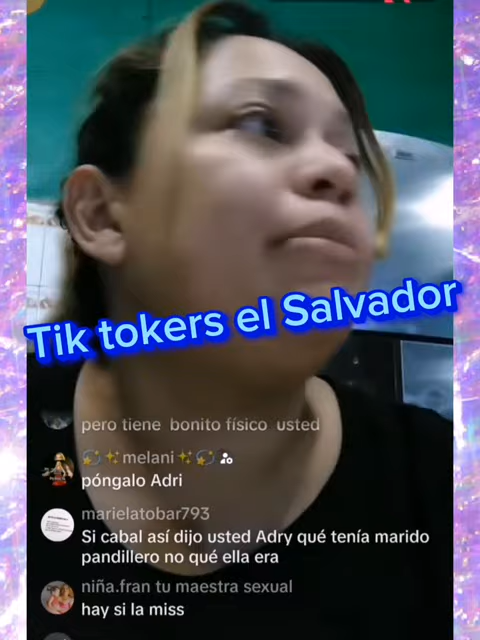 Tik tokers el Salvador
pero tiene bonito físico usted
💫✨melani✨💫
póngalo Adri
marielatobar793
Si cabal así dijo usted Adry qué tenía marido
pandillero no qué ella era
niña.fran tu maestra sexual
hay si la miss